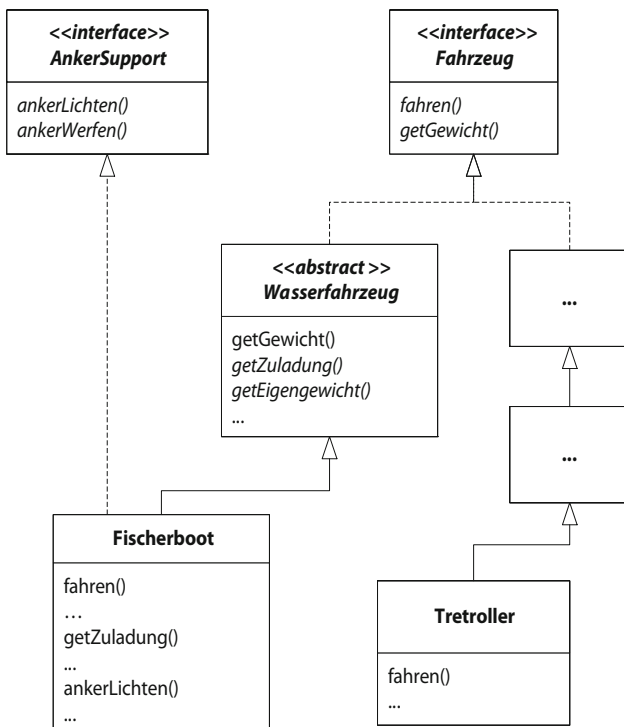 <<interface>>
AnkerSupport
ankerLichten()
ankerWerfen()
<<interface>>
Fahrzeug
fahren()
getGewicht()
<<abstract >>
Wasserfahrzeug
getGewicht()
getZuladung()
getEigengewicht()
...
...
...
Fischerboot
fahren()
...
getZuladung()
...
ankerLichten()
...
Tretroller
fahren()
...